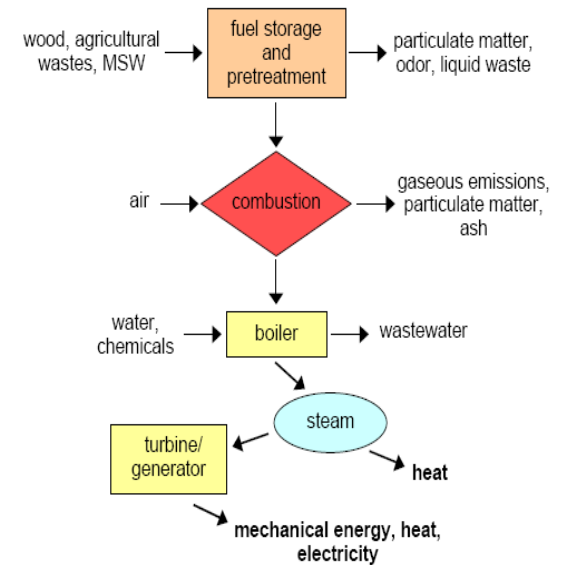 wood, agricultural
wastes, MSW
fuel storage
and
pretreatment
particulate matter,
odor, liquid waste
air
combustion
gaseous emissions,
particulate matter,
ash
water,
chemicals
boiler
wastewater
steam
turbine/
generator
heat
mechanical energy, heat,
electricity